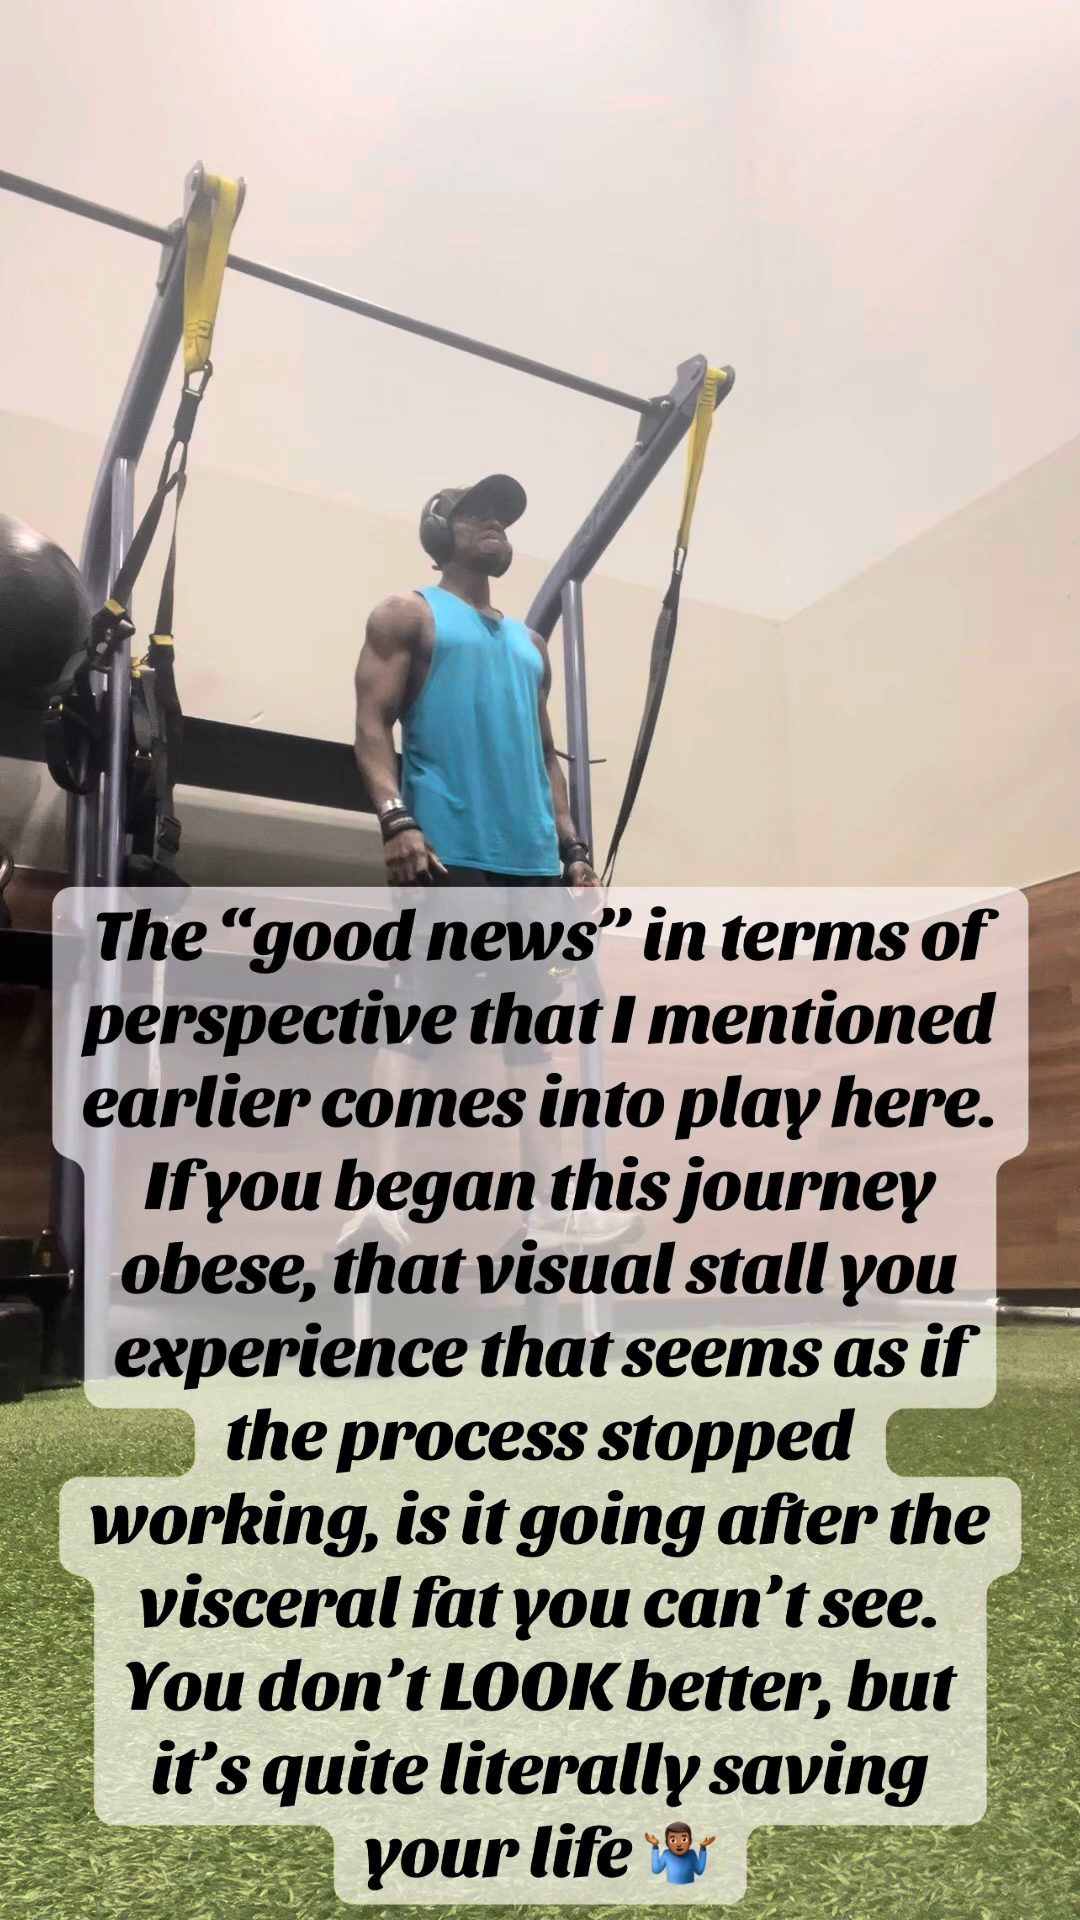 The “good news” in terms of
perspective that I mentioned
earlier comes into play here.
If you began this journey
obese, that visual stall you
experience that seems as if
the process stopped
working, is it going after the
visceral fat you can’t see.
You don’t LOOK better, but
it’s quite literally saving
your life 🤷🏾‍♂️